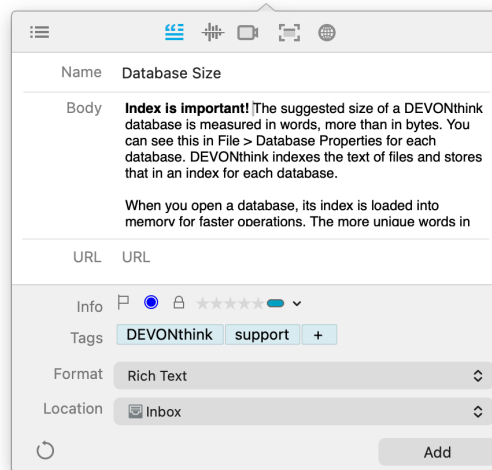 Name Database Size
Body Index is important! The suggested size of a DEVONthink
database is measured in words, more than in bytes. You
can see this in File > Database Properties for each
database. DEVONthink indexes the text of files and stores
that in an index for each database.
When you open a database, its index is loaded into
memory for faster operations. The more unique words in
URL URL
Info
Tags DEVONthink support +
Format Rich Text
Location Inbox
Add